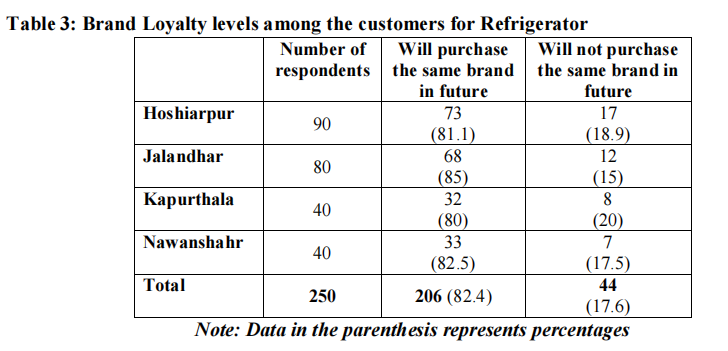 Table 3: Brand Loyalty levels among the customers for Refrigerator
Number of respondents Will purchase the same brand in future Will not purchase the same brand in future
Hoshiarpur 90 73 (81.1) 17 (18.9)
Jalandhar 80 68 (85) 12 (15)
Kapurthala 40 32 (80) 8 (20)
Nawanshahr 40 33 (82.5) 7 (17.5)
Total 250 206 (82.4) 44 (17.6)
Note: Data in the parenthesis represents percentages